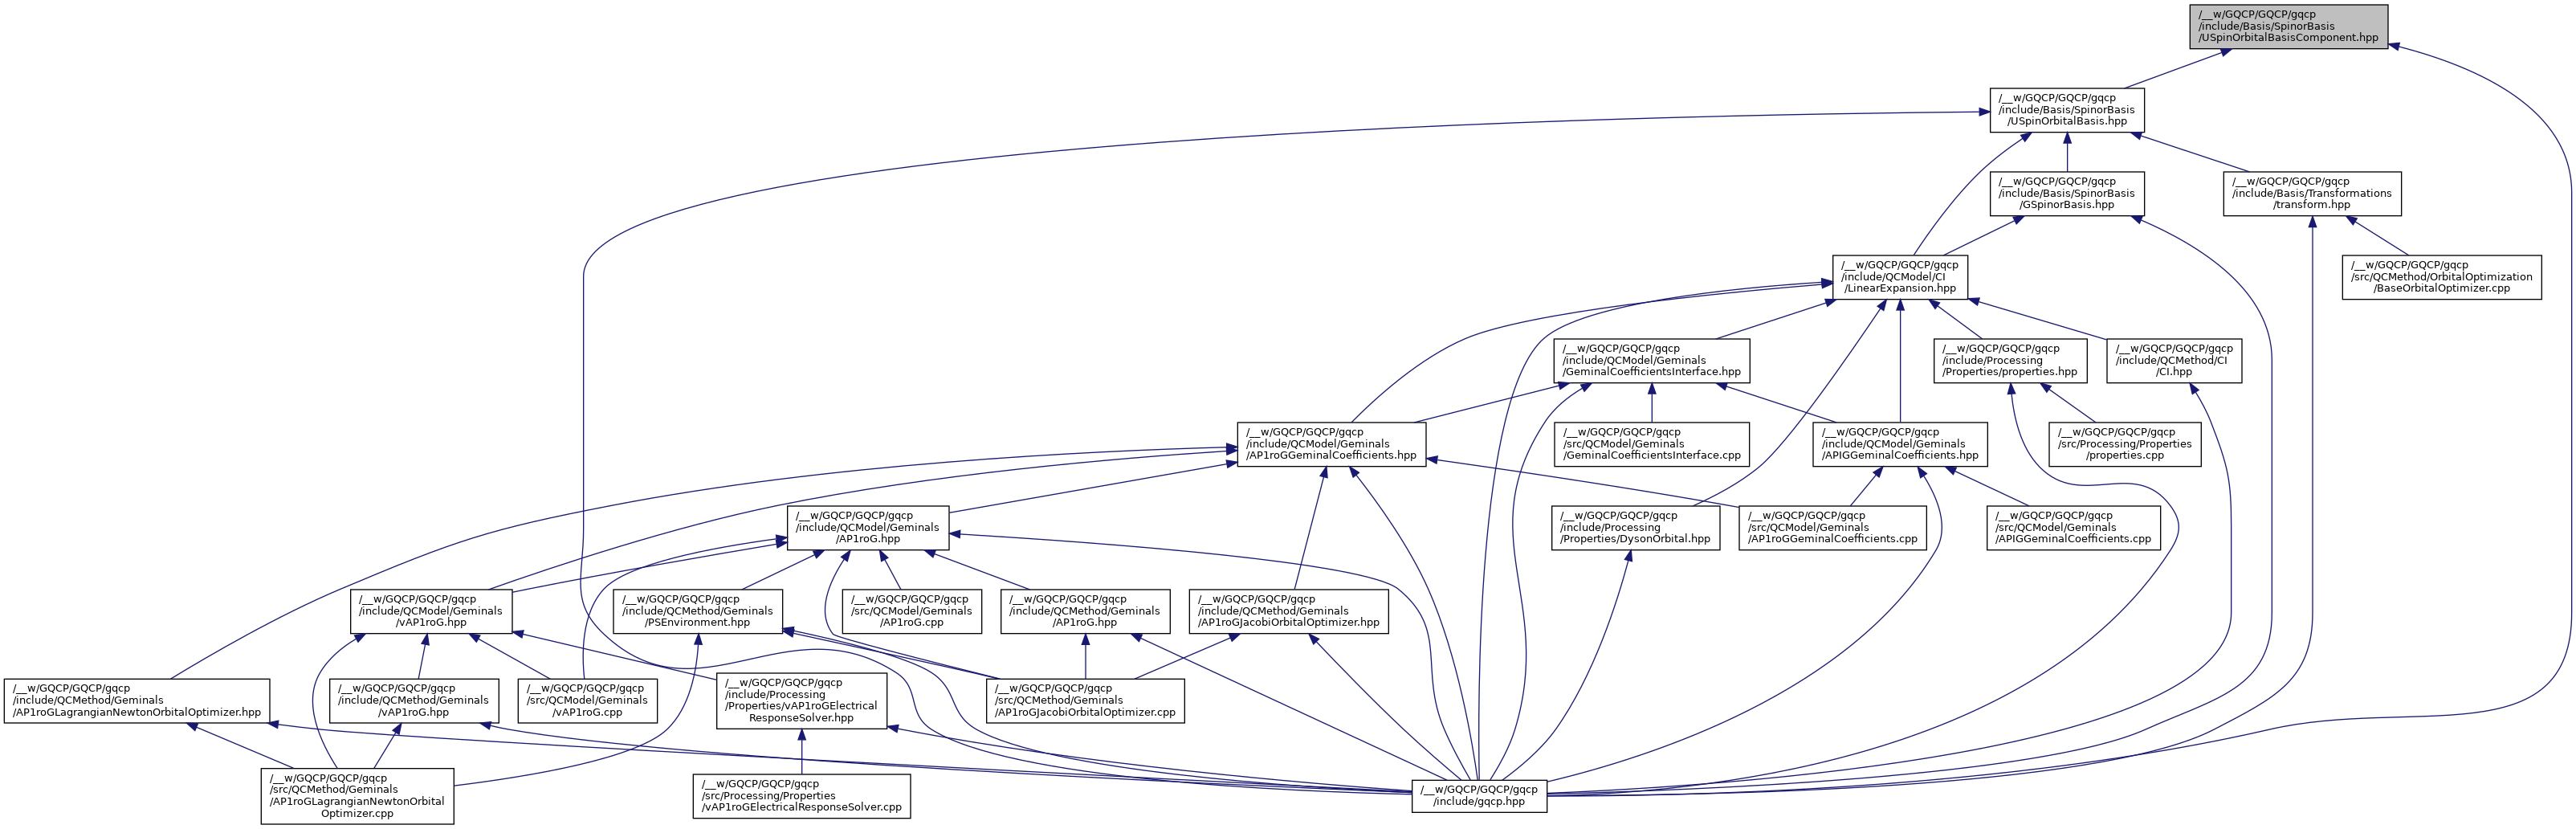 /__w/GQCP/GQCP/gqcp
/include/Basis/SpinorBasis
/USpinOrbitalBasisComponent.hpp
/__w/GQCP/GQCP/gqcp
/include/Basis/SpinorBasis
/USpinOrbitalBasis.hpp
/__w/GQCP/GQCP/gqcp
/include/Basis/SpinorBasis
/GSpinorBasis.hpp
/__w/GQCP/GQCP/gqcp
/include/Basis/Transformations
/transform.hpp
/__w/GQCP/GQCP/gqcp
/include/QCModel/CI
/LinearExpansion.hpp
/__w/GQCP/GQCP/gqcp
/src/QCMethod/OrbitalOptimization
/BaseOrbitalOptimizer.cpp
/__w/GQCP/GQCP/gqcp
/include/QCModel/Geminals
/GeminalCoefficientsInterface.hpp
/__w/GQCP/GQCP/gqcp
/include/Processing
/Properties/properties.hpp
/__w/GQCP/GQCP/gqcp
/include/QCMethod/CI
/CI.hpp
/__w/GQCP/GQCP/gqcp
/include/QCModel/Geminals
/AP1roGGeminalCoefficients.hpp
/__w/GQCP/GQCP/gqcp
/src/QCModel/Geminals
/GeminalCoefficientsInterface.cpp
/__w/GQCP/GQCP/gqcp
/include/QCModel/Geminals
/APIGGeminalCoefficients.hpp
/__w/GQCP/GQCP/gqcp
/src/Processing/Properties
/properties.cpp
/__w/GQCP/GQCP/gqcp
/include/QCModel/Geminals
/AP1roG.hpp
/__w/GQCP/GQCP/gqcp
/include/Processing
/Properties/DysonOrbital.hpp
/__w/GQCP/GQCP/gqcp
/src/QCModel/Geminals
/AP1roGGeminalCoefficients.cpp
/__w/GQCP/GQCP/gqcp
/src/QCModel/Geminals
/APIGGeminalCoefficients.cpp
/__w/GQCP/GQCP/gqcp
/include/QCModel/Geminals
/vAP1roG.hpp
/__w/GQCP/GQCP/gqcp
/include/QCMethod/Geminals
/PSEnvironment.hpp
/__w/GQCP/GQCP/gqcp
/src/QCModel/Geminals
/AP1roG.cpp
/__w/GQCP/GQCP/gqcp
/include/QCMethod/Geminals
/AP1roG.hpp
/__w/GQCP/GQCP/gqcp
/include/QCMethod/Geminals
/AP1roGJacobiOrbitalOptimizer.hpp
/__w/GQCP/GQCP/gqcp
/include/QCMethod/Geminals
/AP1roGLagrangianNewtonOrbitalOptimizer.hpp
/__w/GQCP/GQCP/gqcp
/include/QCMethod/Geminals
/vAP1roG.hpp
/__w/GQCP/GQCP/gqcp
/src/QCModel/Geminals
/vAP1roG.cpp
/__w/GQCP/GQCP/gqcp
/include/Processing
/Properties/vAP1roGElectrical
ResponseSolver.hpp
/__w/GQCP/GQCP/gqcp
/src/QCMethod/Geminals
/AP1roGJacobiOrbitalOptimizer.cpp
/__w/GQCP/GQCP/gqcp
/src/QCMethod/Geminals
/AP1roGLagrangianNewtonOrbital
Optimizer.cpp
/__w/GQCP/GQCP/gqcp
/src/Processing/Properties
/vAP1roGElectricalResponseSolver.cpp
/__w/GQCP/GQCP/gqcp
/include/gqcp.hpp